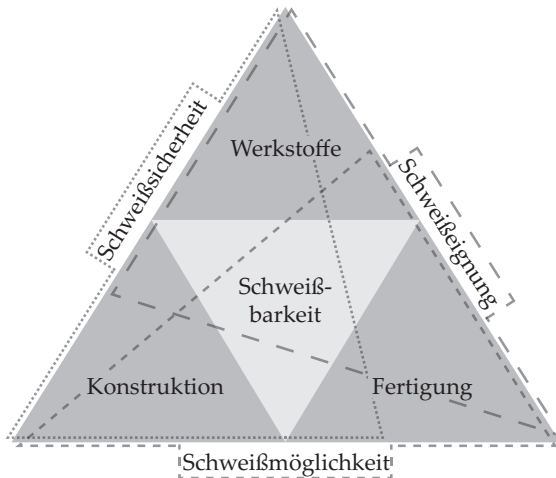 Werkstoffe
Schweißsicherheit
Schweißeignung
Schweiß-
barkeit
Konstruktion
Fertigung
Schweißmöglichkeit